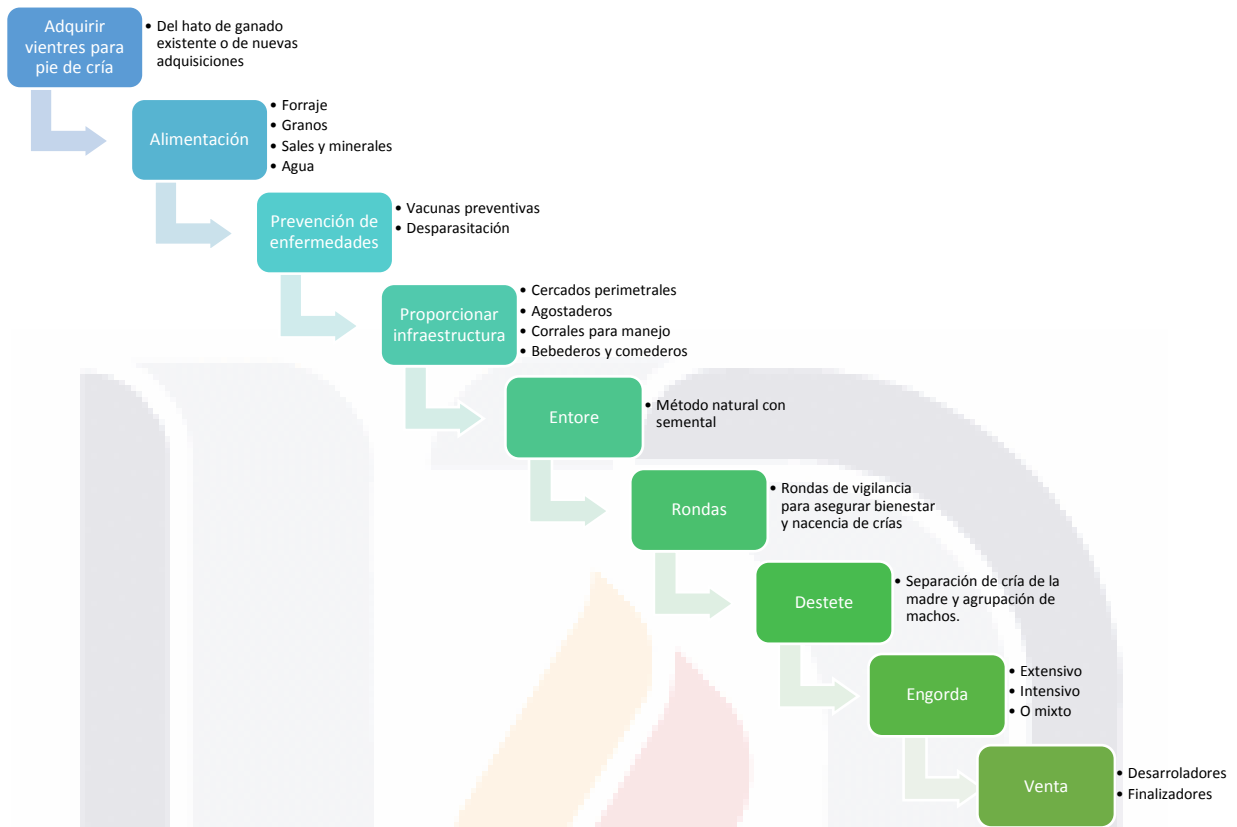 Adquirir
vientres para
pie de cría
• Del hato de ganado
existente o de nuevas
adquisiciones
Alimentación
• Forraje
• Granos
• Sales y minerales
• Agua
Prevención de
enfermedades
• Vacunas preventivas
• Desparasitación
Proporcionar
infraestructura
• Cercados perimetrales
• Agostaderos
• Corrales para manejo
• Bebederos y comederos
Entore
• Método natural con
semental
Rondas
• Rondas de vigilancia
para asegurar bienestar
y nacencia de crías
Destete
• Separación de cría de la
madre y agrupación de
machos.
Engorda
• Extensivo
• Intensivo
• O mixto
Venta
• Desarroladores
• Finalizadores